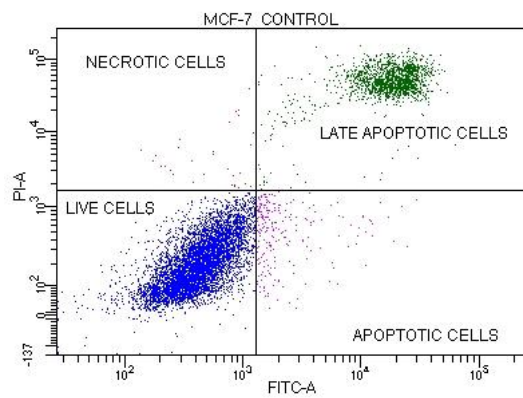 MCF-7 CONTROL
NECROTIC CELLS
LATE APOPTOTIC CELLS
LIVE CELLS
APOPTOTIC CELLS
PI-A
10^5
10^4
10^3
10^2
0
-137
10^2
10^3
10^4
10^5
FITC-A